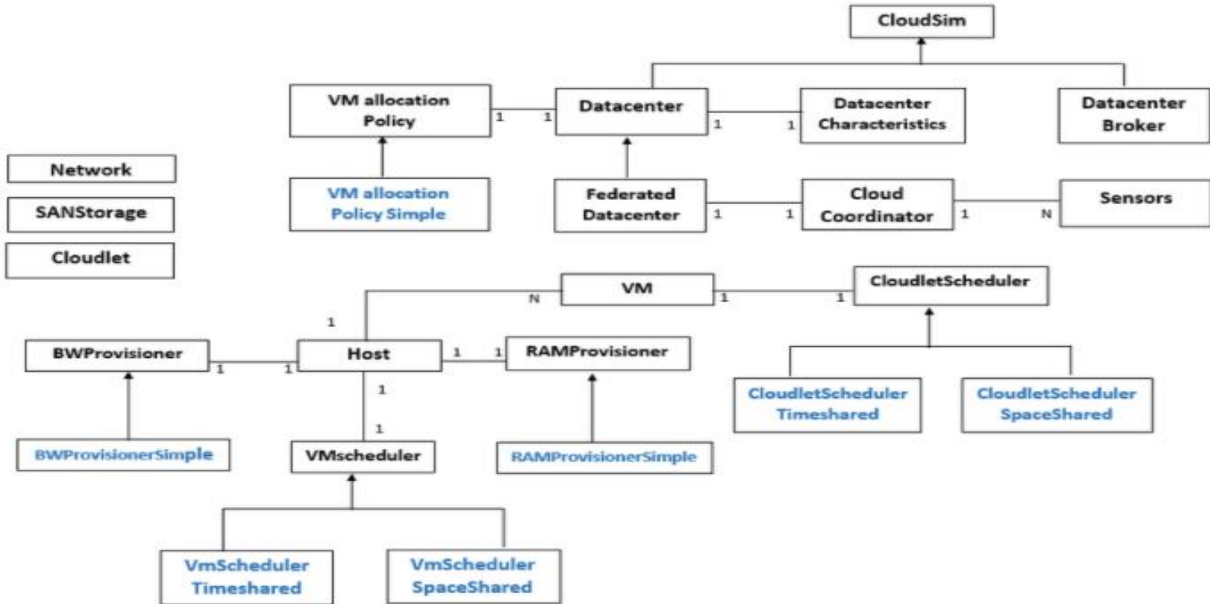 CloudSim
VM allocation
Policy
1
1
Datacenter
1
1
Datacenter
Characteristics
Datacenter
Broker
Network
SANStorage
Cloudlet
VM allocation
Policy Simple
Federated
Datacenter
1
1
Cloud
Coordinator
1
N
Sensors
VM
N
1
1
CloudletScheduler
1
BWProvisioner
1
1
Host
1
1
RAMProvisioner
1
1
CloudletScheduler
Timeshared
CloudletScheduler
SpaceShared
BWProvisionerSimple
VMscheduler
RAMProvisionerSimple
VmScheduler
Timeshared
VmScheduler
SpaceShared